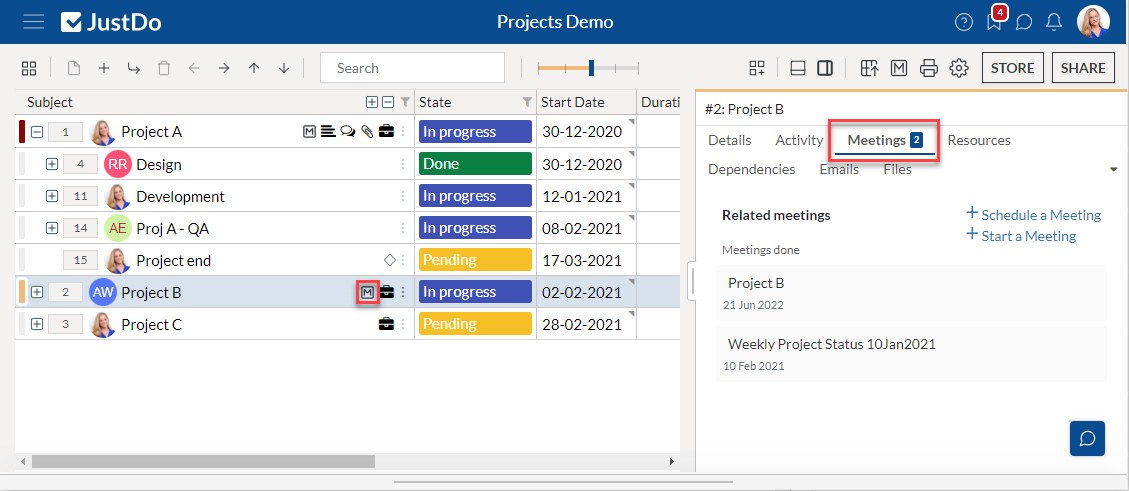 JustDo
Projects Demo
4
Search
STORE
SHARE
Subject
State
Start Date
Durati
1
Project A
In progress
30-12-2020
4
RR
Design
Done
30-12-2020
11
Development
In progress
12-01-2021
14
AE
Proj A - QA
In progress
08-02-2021
15
Project end
Pending
17-03-2021
2
AW
Project B
M
In progress
02-02-2021
3
Project C
Pending
28-02-2021
#2: Project B
Details
Activity
Meetings 2
Resources
Dependencies
Emails
Files
Related meetings
+ Schedule a Meeting
+ Start a Meeting
Meetings done
Project B
21 Jun 2022
Weekly Project Status 10Jan2021
10 Feb 2021